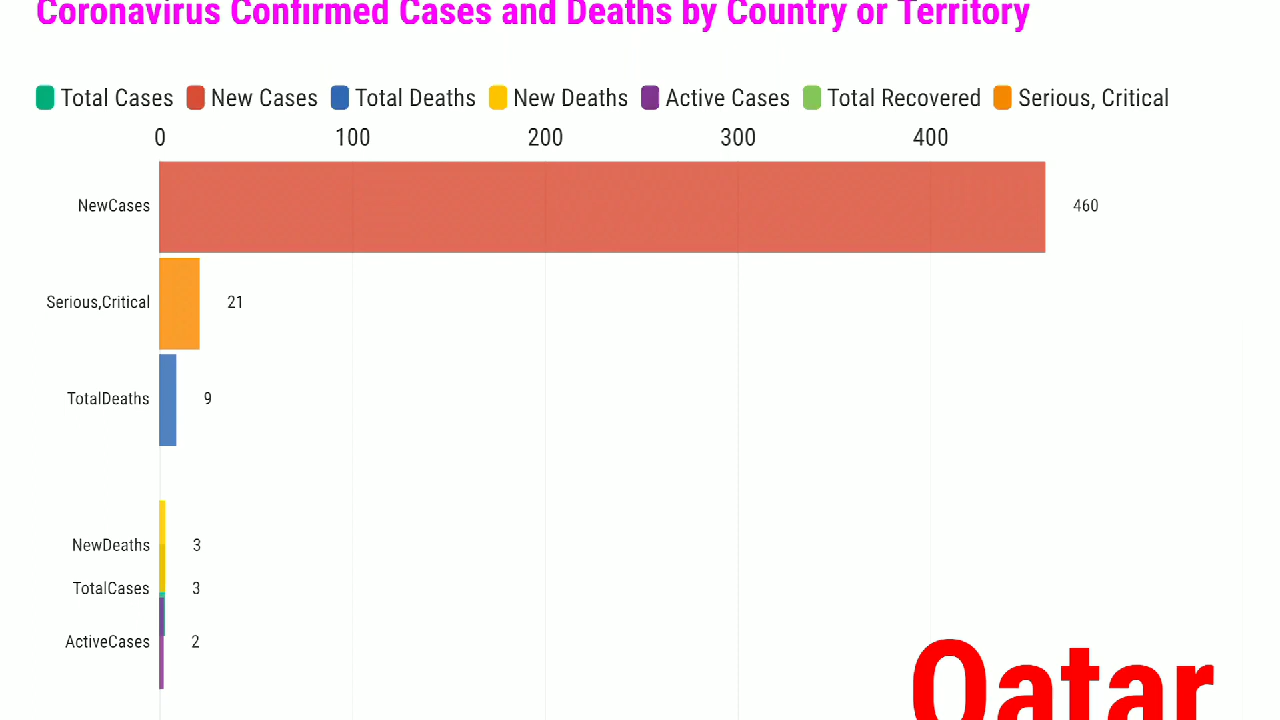 Coronavirus Confirmed Cases and Deaths by Country or Territory
Total Cases New Cases Total Deaths New Deaths Active Cases Total Recovered Serious, Critical
0 100 200 300 400
NewCases 460
Serious,Critical 21
TotalDeaths 9
NewDeaths 3
TotalCases 3
ActiveCases 2
Qatar